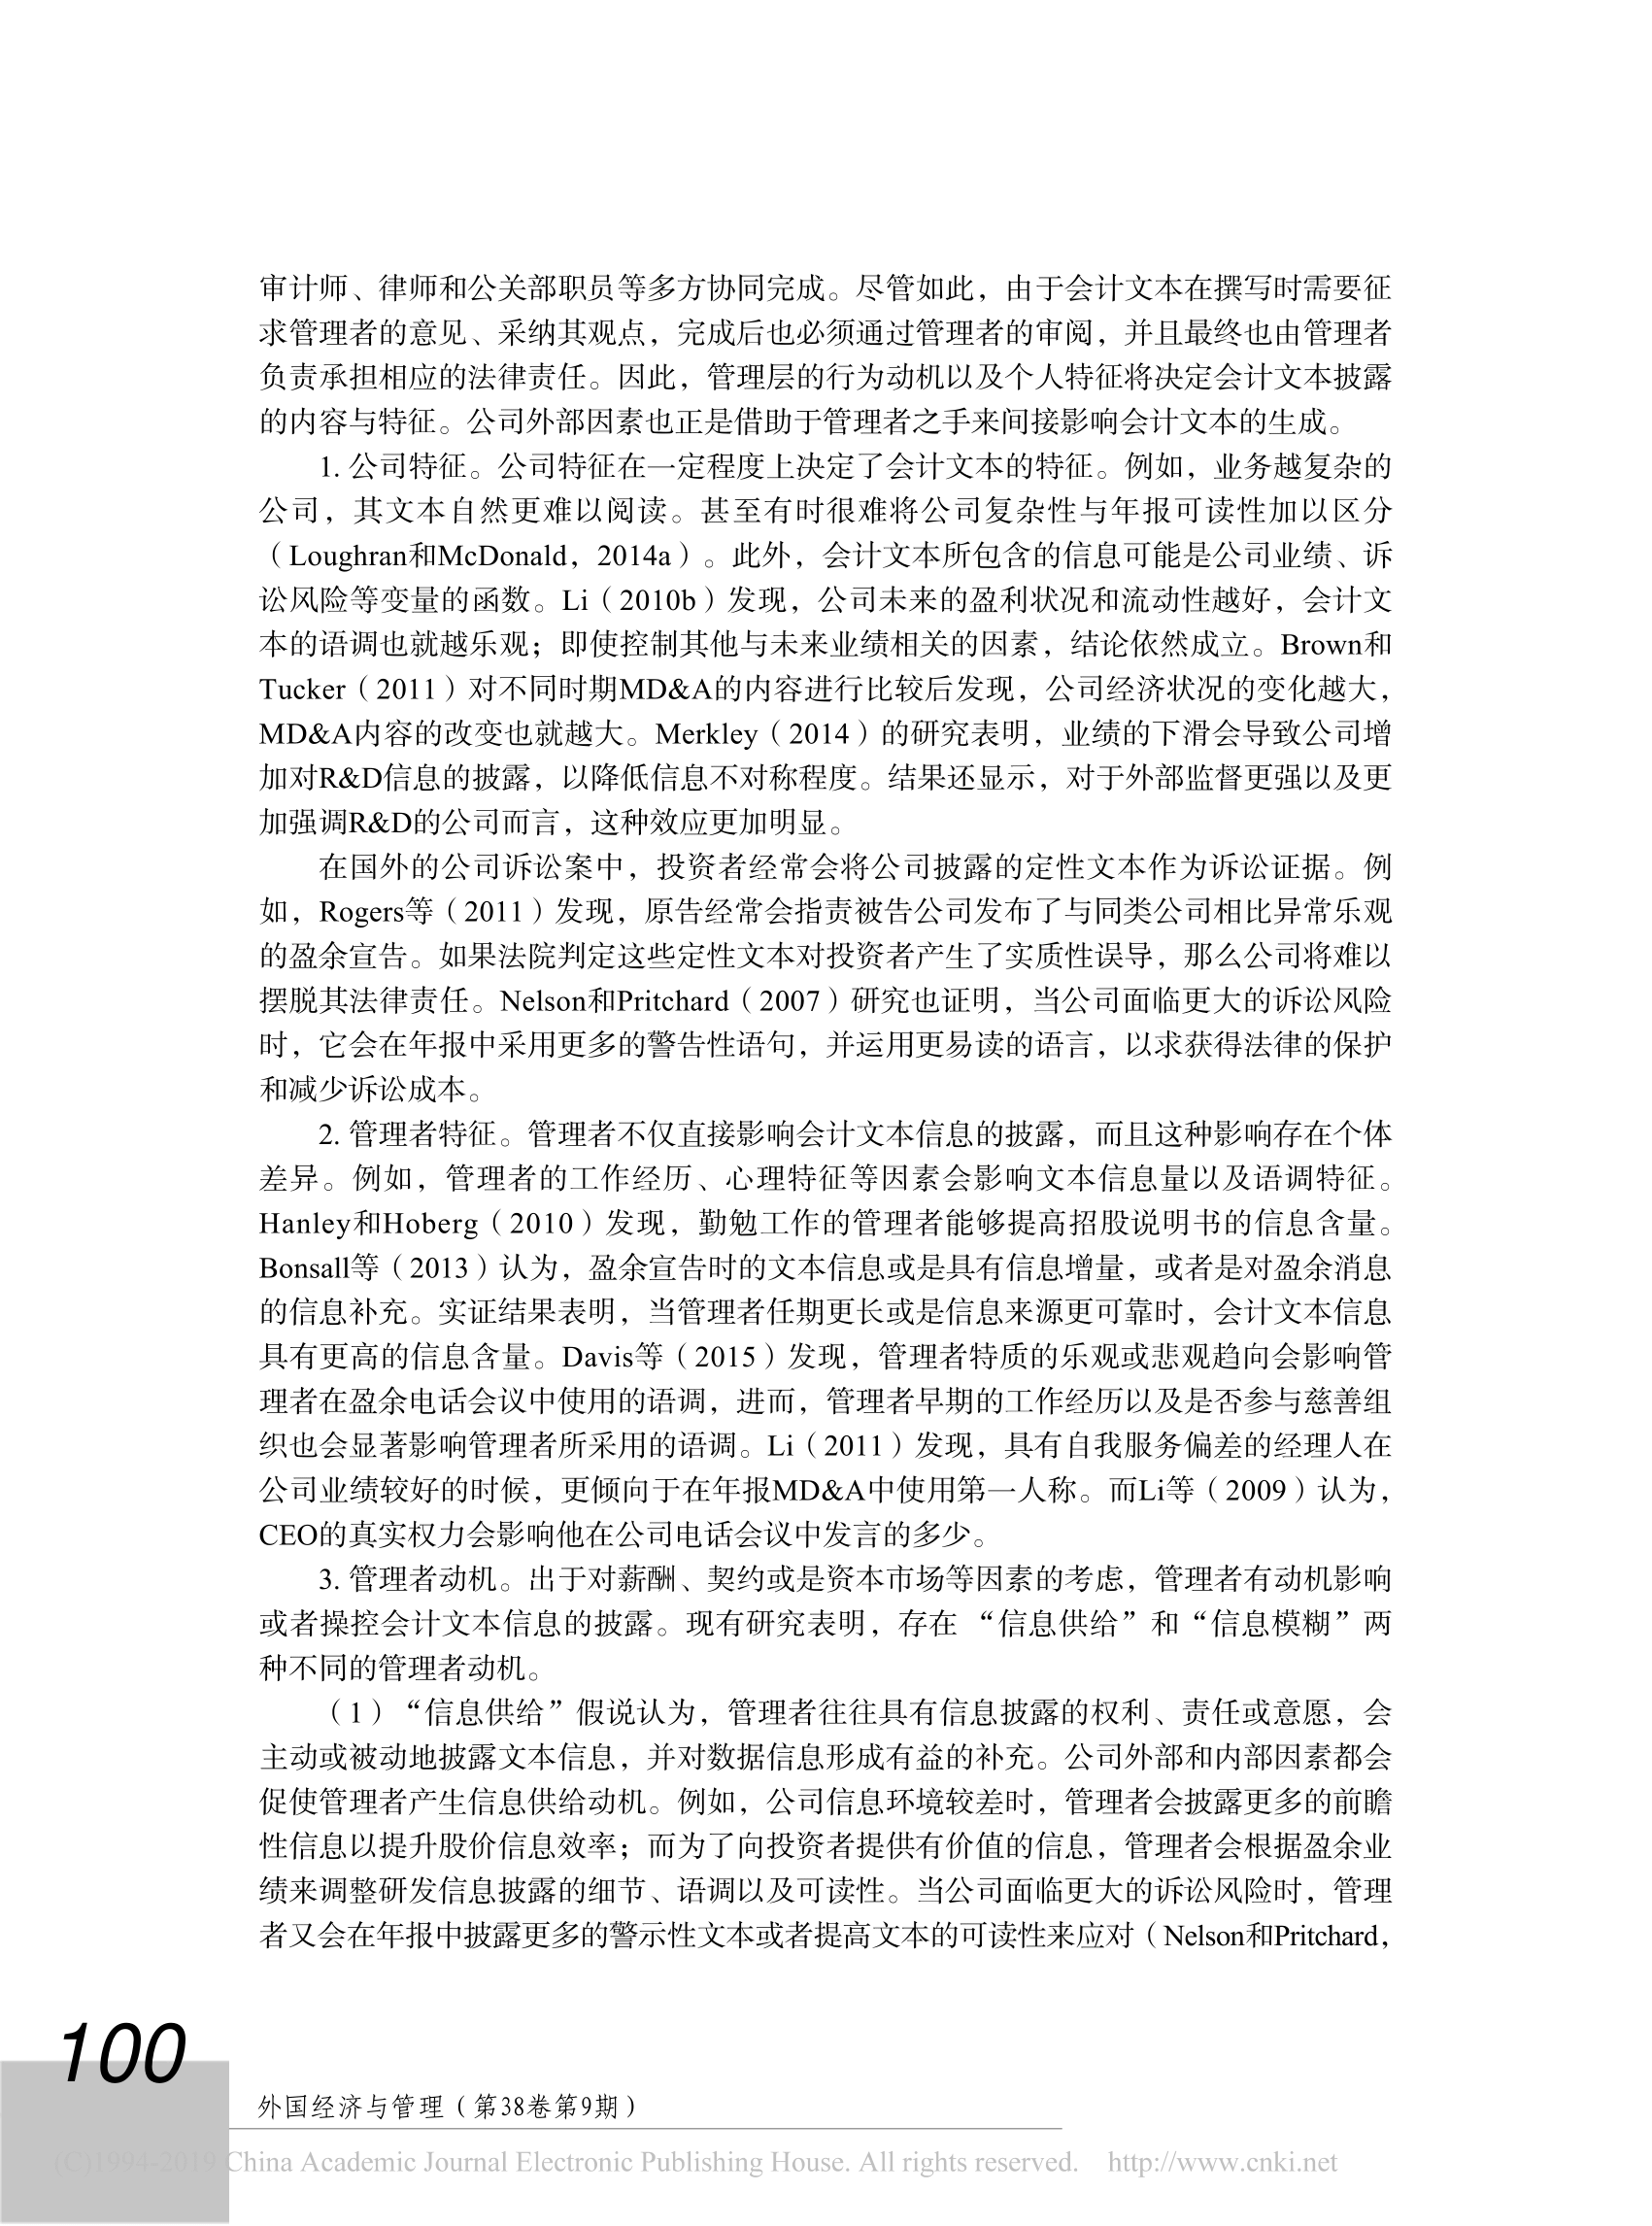 审计师、律师和公关部职员等多方协同完成。尽管如此，由于会计文本在撰写时需要征
求管理者的意见、采纳其观点，完成后也必须通过管理者的审阅，并且最终也由管理者
负责承担相应的法律责任。因此，管理层的行为动机以及个人特征将决定会计文本披露
的内容与特征。公司外部因素也正是借助于管理者之手来间接影响会计文本的生成。
1. 公司特征。公司特征在一定程度上决定了会计文本的特征。例如，业务越复杂的
公司，其文本自然更难以阅读。甚至有时很难将公司复杂性与年报可读性加以区分
（Loughran和McDonald，2014a）。此外，会计文本所包含的信息可能是公司业绩、诉
讼风险等变量的函数。Li（2010b）发现，公司未来的盈利状况和流动性越好，会计文
本的语调也就越乐观；即使控制其他与未来业绩相关的因素，结论依然成立。Brown和
Tucker（2011）对不同时期MD&A的内容进行比较后发现，公司经济状况的变化越大，
MD&A内容的改变也就越大。Merkley（2014）的研究表明，业绩的下滑会导致公司增
加对R&D信息的披露，以降低信息不对称程度。结果还显示，对于外部监督更强以及更
加强调R&D的公司而言，这种效应更加明显。
在国外的公司诉讼案中，投资者经常会将公司披露的定性文本作为诉讼证据。例
如，Rogers等（2011）发现，原告经常会指责被告公司发布了与同类公司相比异常乐观
的盈余宣告。如果法院判定这些定性文本对投资者产生了实质性误导，那么公司将难以
摆脱其法律责任。Nelson和Pritchard（2007）研究也证明，当公司面临更大的诉讼风险
时，它会在年报中采用更多的警告性语句，并运用更易读的语言，以求获得法律的保护
和减少诉讼成本。
2. 管理者特征。管理者不仅直接影响会计文本信息的披露，而且这种影响存在个体
差异。例如，管理者的工作经历、心理特征等因素会影响文本信息量以及语调特征。
Hanley和Hoberg（2010）发现，勤勉工作的管理者能够提高招股说明书的信息含量。
Bonsall等（2013）认为，盈余宣告时的文本信息或是具有信息增量，或者是对盈余消息
的信息补充。实证结果表明，当管理者任期更长或是信息来源更可靠时，会计文本信息
具有更高的信息含量。Davis等（2015）发现，管理者特质的乐观或悲观趋向会影响管
理者在盈余电话会议中使用的语调，进而，管理者早期的工作经历以及是否参与慈善组
织也会显著影响管理者所采用的语调。Li（2011）发现，具有自我服务偏差的经理人在
公司业绩较好的时候，更倾向于在年报MD&A中使用第一人称。而Li等（2009）认为，
CEO的真实权力会影响他在公司电话会议中发言的多少。
3. 管理者动机。出于对薪酬、契约或是资本市场等因素的考虑，管理者有动机影响
或者操控会计文本信息的披露。现有研究表明，存在 “信息供给”和“信息模糊”两
种不同的管理者动机。
（1）“信息供给”假说认为，管理者往往具有信息披露的权利、责任或意愿，会
主动或被动地披露文本信息，并对数据信息形成有益的补充。公司外部和内部因素都会
促使管理者产生信息供给动机。例如，公司信息环境较差时，管理者会披露更多的前瞻
性信息以提升股价信息效率；而为了向投资者提供有价值的信息，管理者会根据盈余业
绩来调整研发信息披露的细节、语调以及可读性。当公司面临更大的诉讼风险时，管理
者又会在年报中披露更多的警示性文本或者提高文本的可读性来应对（Nelson和Pritchard，
100
外国经济与管理（第38卷第9期）
(C)1994-2019 China Academic Journal Electronic Publishing House. All rights reserved. http://www.cnki.net